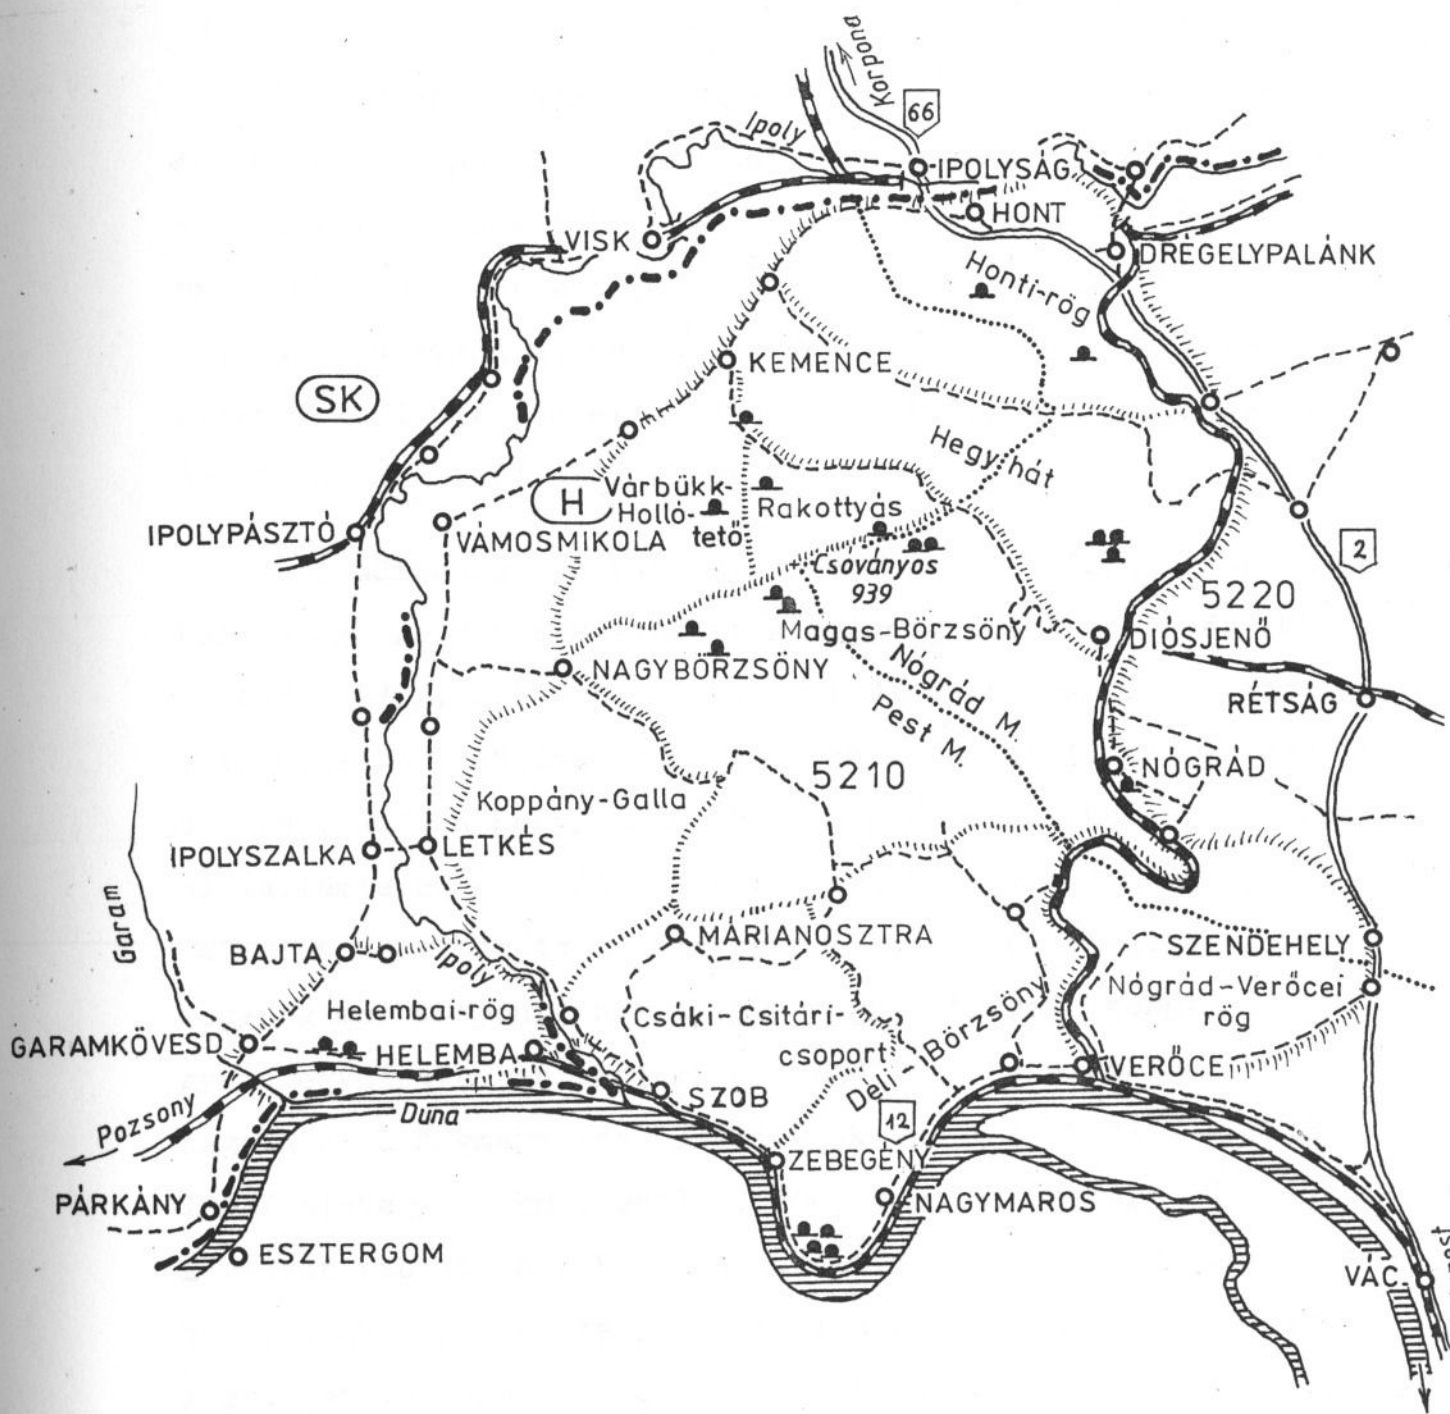 Korpona
66
Ipoly
IPOLYSÁG
HONT
VISK
DRÉGELYPALÁNK
Honti-rög
KEMENCE
SK
Hegyhát
H
Várbükk-
Holló-
tető
Rakottyás
IPOLYPÁSZTÓ
VÁMOSMIKOLA
2
Csoványos
939
5220
Magas-Börzsöny
DIÓSJENŐ
NAGYBÖRZSÖNY
Nógrád M.
Pest M.
RÉTSÁG
5210
NÓGRÁD
Koppány-Galla
IPOLYSZALKA
LETKÉS
Garam
MÁRIANOSZTRA
SZENDEHELY
BAJTA
Ipoly
Nógrád-Verőcei
rög
Helembai-rög
Csáki-Csitári-
csoport
Déli-Börzsöny
GARAMKÖVESD
HELEMBA
VERŐCE
SZOB
Duna
Pozsony
12
ZEBEGÉNY
PÁRKÁNY
NAGYMAROS
ESZTERGOM
VÁC